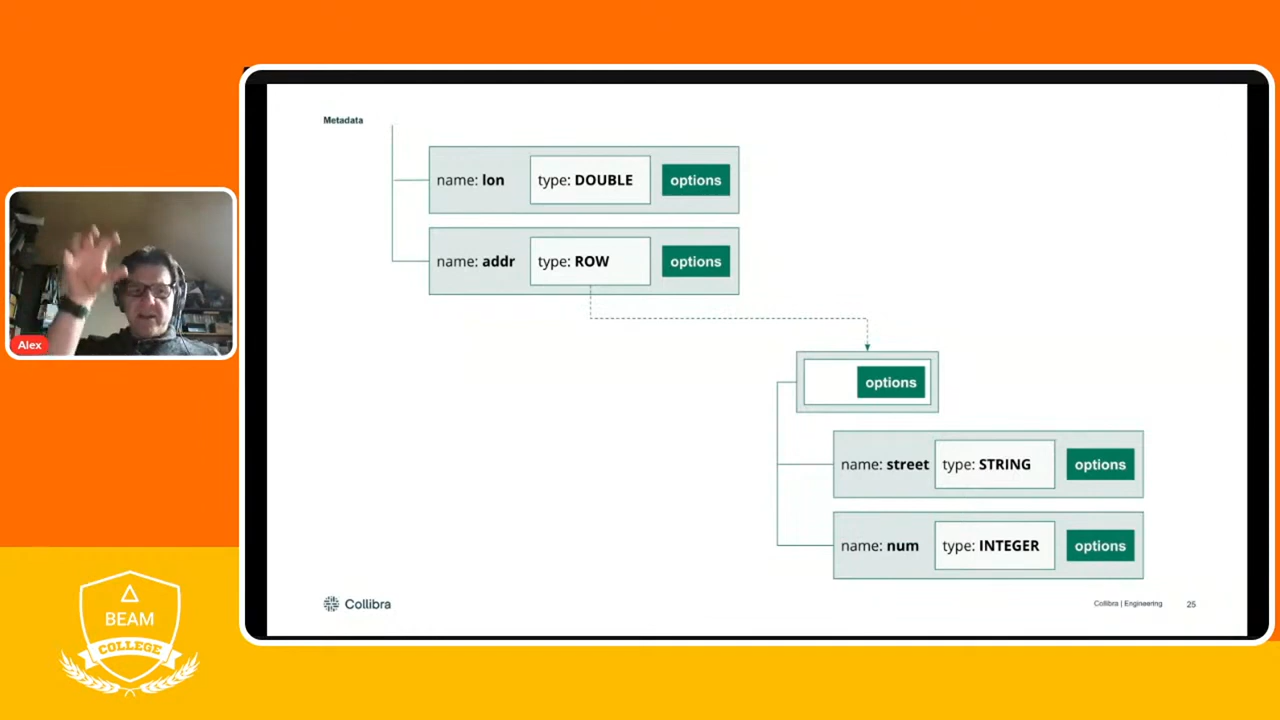 Metadata
name: lon type: DOUBLE options
name: addr type: ROW options
options
name: street type: STRING options
name: num type: INTEGER options
Collibra
Collibra | Engineering 25
Alex
BEAM
COLLEGE